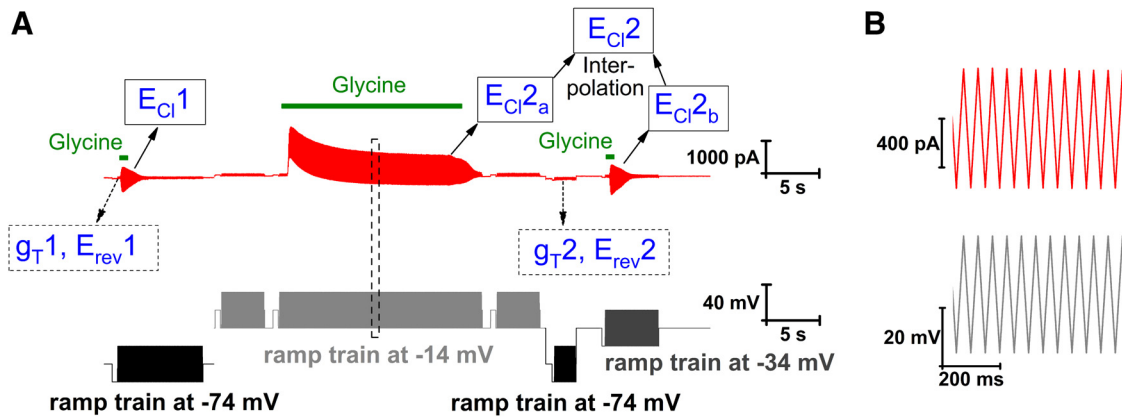 A
B
E_Cl2
Inter-
polation
Glycine
E_Cl1
E_Cl2_a
E_Cl2_b
Glycine
Glycine
1000 pA
5 s
400 pA
g_T1, E_rev1
g_T2, E_rev2
40 mV
5 s
20 mV
200 ms
ramp train at -14 mV
ramp train at -34 mV
ramp train at -74 mV
ramp train at -74 mV